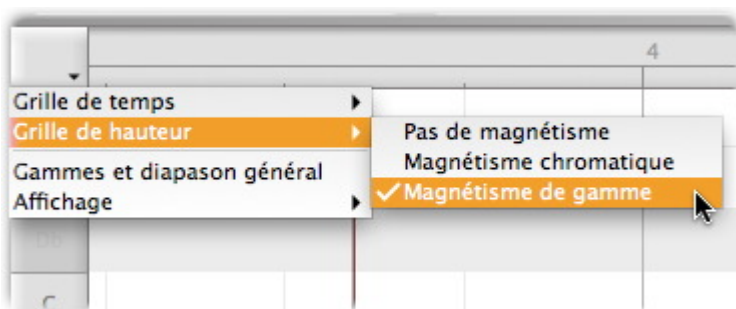 4
Grille de temps
Grille de hauteur
Pas de magnétisme
Magnétisme chromatique
Magnétisme de gamme
Gammes et diapason général
Affichage
Db
C